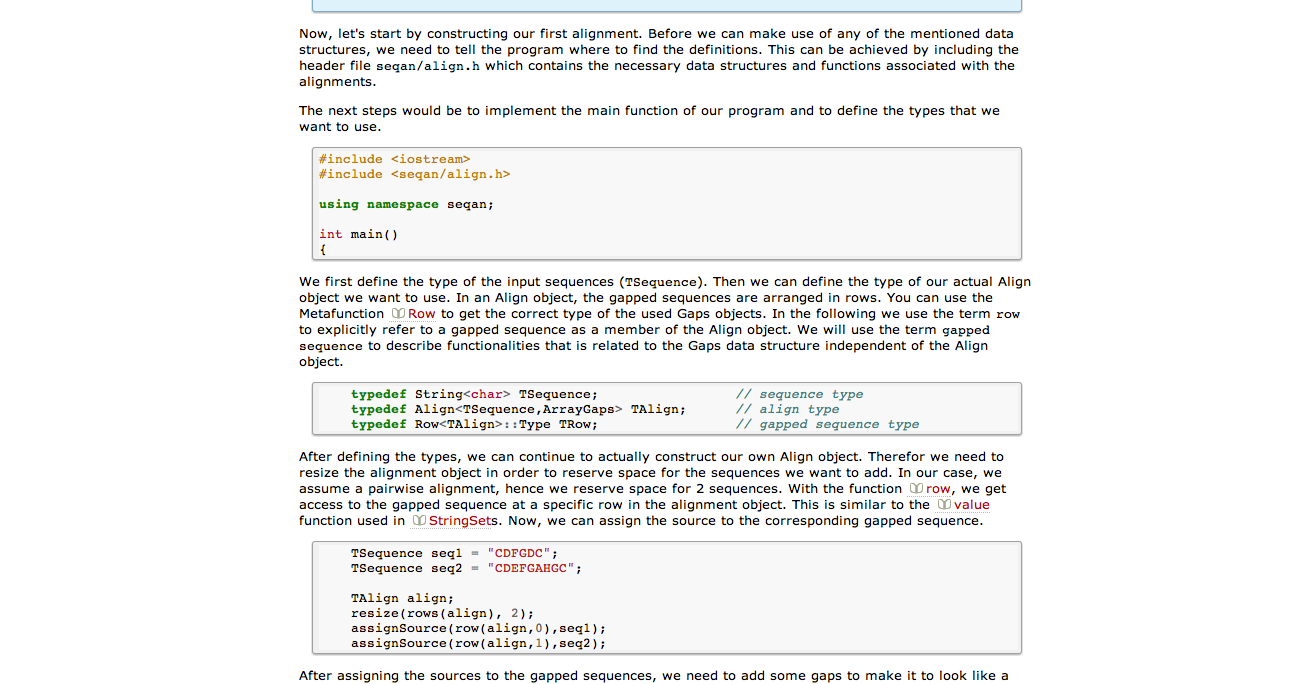 Now, let's start by constructing our first alignment. Before we can make use of any of the mentioned data
structures, we need to tell the program where to find the definitions. This can be achieved by including the
header file seqan/align.h which contains the necessary data structures and functions associated with the
alignments.
The next steps would be to implement the main function of our program and to define the types that we
want to use.
#include <iostream>
#include <seqan/align.h>
using namespace seqan;
int main()
{
We first define the type of the input sequences (TSequence). Then we can define the type of our actual Align
object we want to use. In an Align object, the gapped sequences are arranged in rows. You can use the
Metafunction Row to get the correct type of the used Gaps objects. In the following we use the term row
to explicitly refer to a gapped sequence as a member of the Align object. We will use the term gapped
sequence to describe functionalities that is related to the Gaps data structure independent of the Align
object.
typedef String<char> TSequence; // sequence type
typedef Align<TSequence,ArrayGaps> TAlign; // align type
typedef Row<TAlign>::Type TRow; // gapped sequence type
After defining the types, we can continue to actually construct our own Align object. Therefor we need to
resize the alignment object in order to reserve space for the sequences we want to add. In our case, we
assume a pairwise alignment, hence we reserve space for 2 sequences. With the function row, we get
access to the gapped sequence at a specific row in the alignment object. This is similar to the value
function used in StringSets. Now, we can assign the source to the corresponding gapped sequence.
TSequence seq1 = "CDFGDC";
TSequence seq2 = "CDEFGAHGC";
TAlign align;
resize(rows(align), 2);
assignSource(row(align,0),seq1);
assignSource(row(align,1),seq2);
After assigning the sources to the gapped sequences, we need to add some gaps to make it to look like a